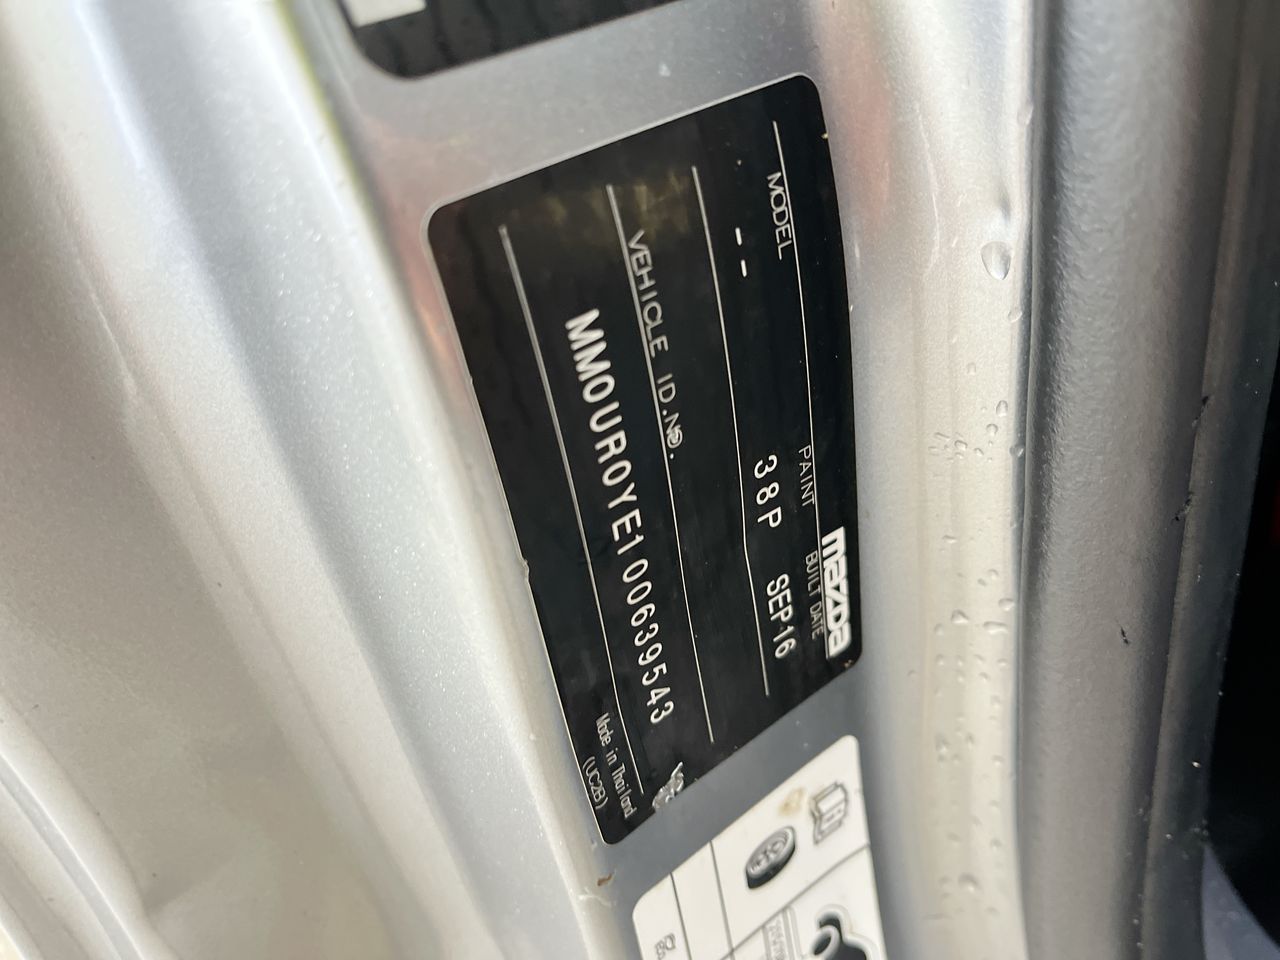 mazda
MODEL PAINT BUILT DATE
-- 38P SEP16
VEHICLE ID.NO.
MM0UR0YE100639543
Made in Thailand
(UC2B)